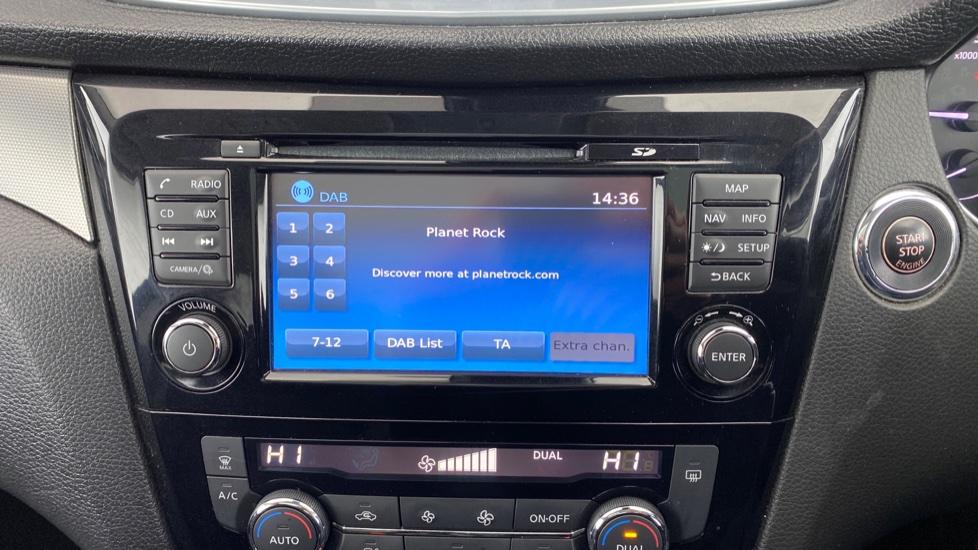 x1000
SD
RADIO
CD AUX
CAMERA/
VOLUME
DAB 14:36
1 2
Planet Rock
3 4
Discover more at planetrock.com
5 6
7-12 DAB List TA Extra chan.
MAP
NAV INFO
SETUP
BACK
ENTER
START
STOP
ENGINE
HI DUAL HI
MAX
A/C
ON·OFF
AUTO
DUAL